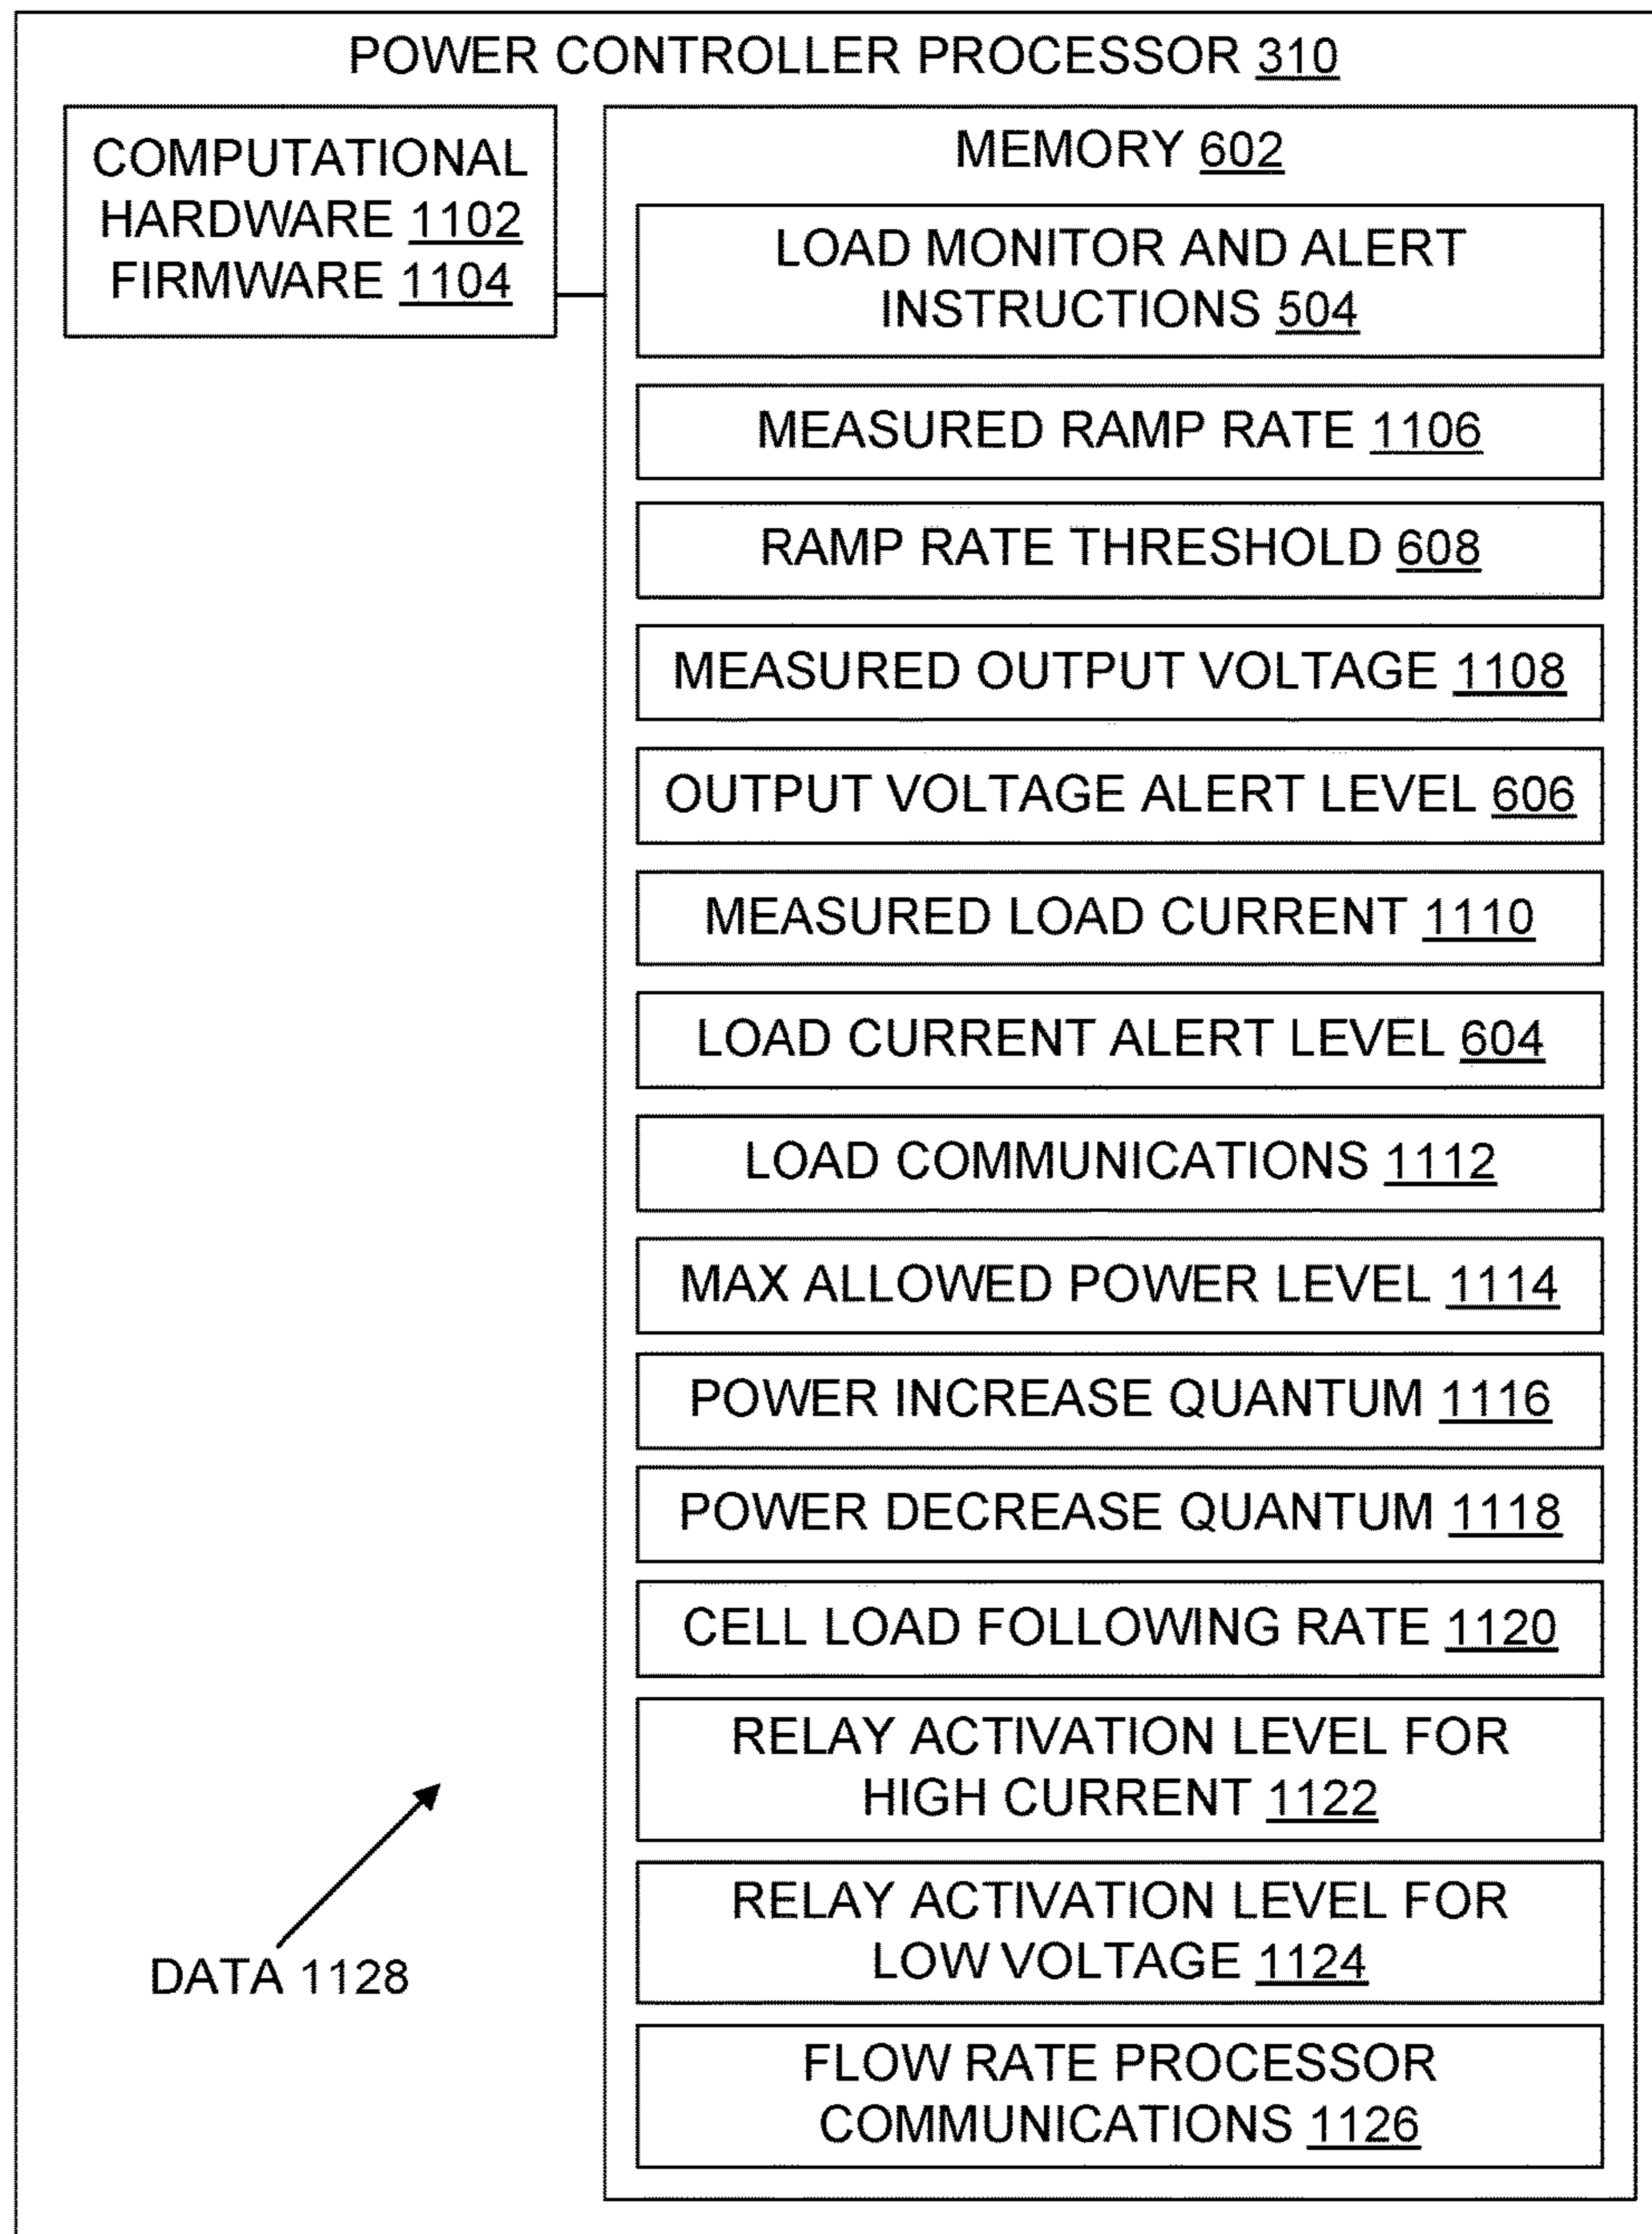 POWER CONTROLLER PROCESSOR 310
COMPUTATIONAL
HARDWARE 1102
FIRMWARE 1104
MEMORY 602
LOAD MONITOR AND ALERT
INSTRUCTIONS 504
MEASURED RAMP RATE 1106
RAMP RATE THRESHOLD 608
MEASURED OUTPUT VOLTAGE 1108
OUTPUT VOLTAGE ALERT LEVEL 606
MEASURED LOAD CURRENT 1110
LOAD CURRENT ALERT LEVEL 604
LOAD COMMUNICATIONS 1112
MAX ALLOWED POWER LEVEL 1114
POWER INCREASE QUANTUM 1116
POWER DECREASE QUANTUM 1118
CELL LOAD FOLLOWING RATE 1120
RELAY ACTIVATION LEVEL FOR
HIGH CURRENT 1122
RELAY ACTIVATION LEVEL FOR
LOW VOLTAGE 1124
FLOW RATE PROCESSOR
COMMUNICATIONS 1126
DATA 1128